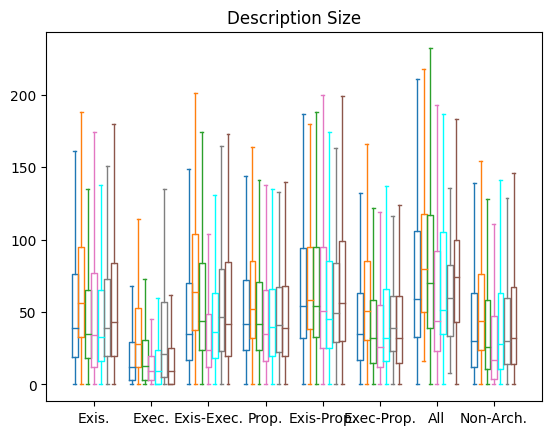 Description Size
200
150
100
50
0
Exis. Exec. Exis-Exec. Prop. Exis-Prop. Exec-Prop. All Non-Arch.